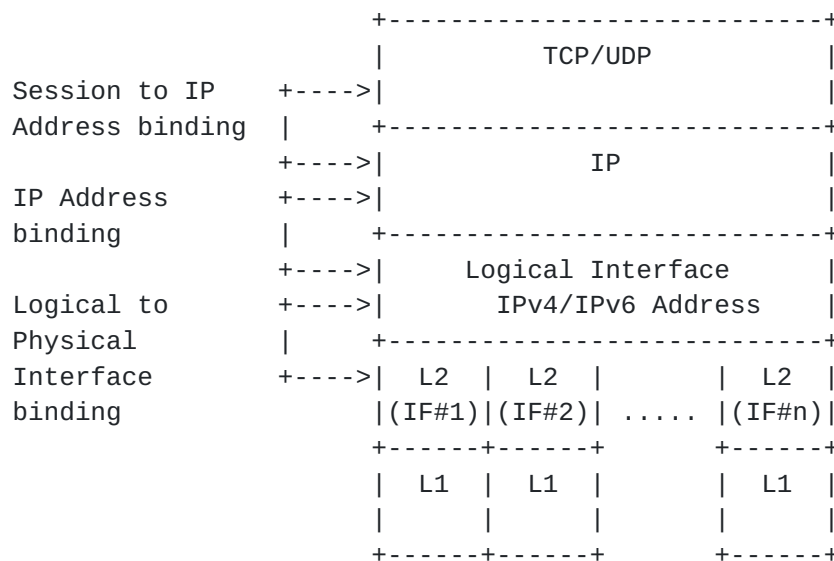 +----------------------------+
                       |          TCP/UDP           |
Session to IP    +---->|                            |
Address binding  |     +----------------------------+
                 +---->|             IP             |
IP Address       +---->|                            |
binding          |     +----------------------------+
                 +---->|     Logical Interface      |
Logical to       +---->|       IPv4/IPv6 Address    |
Physical         |     +----------------------------+
Interface        +---->|  L2  |  L2  |       |  L2  |
binding                |(IF#1)|(IF#2)| ..... |(IF#n)|
                       +------+------+       +------+
                       |  L1  |  L1  |       |  L1  |
                       |      |      |       |      |
                       +------+------+       +------+